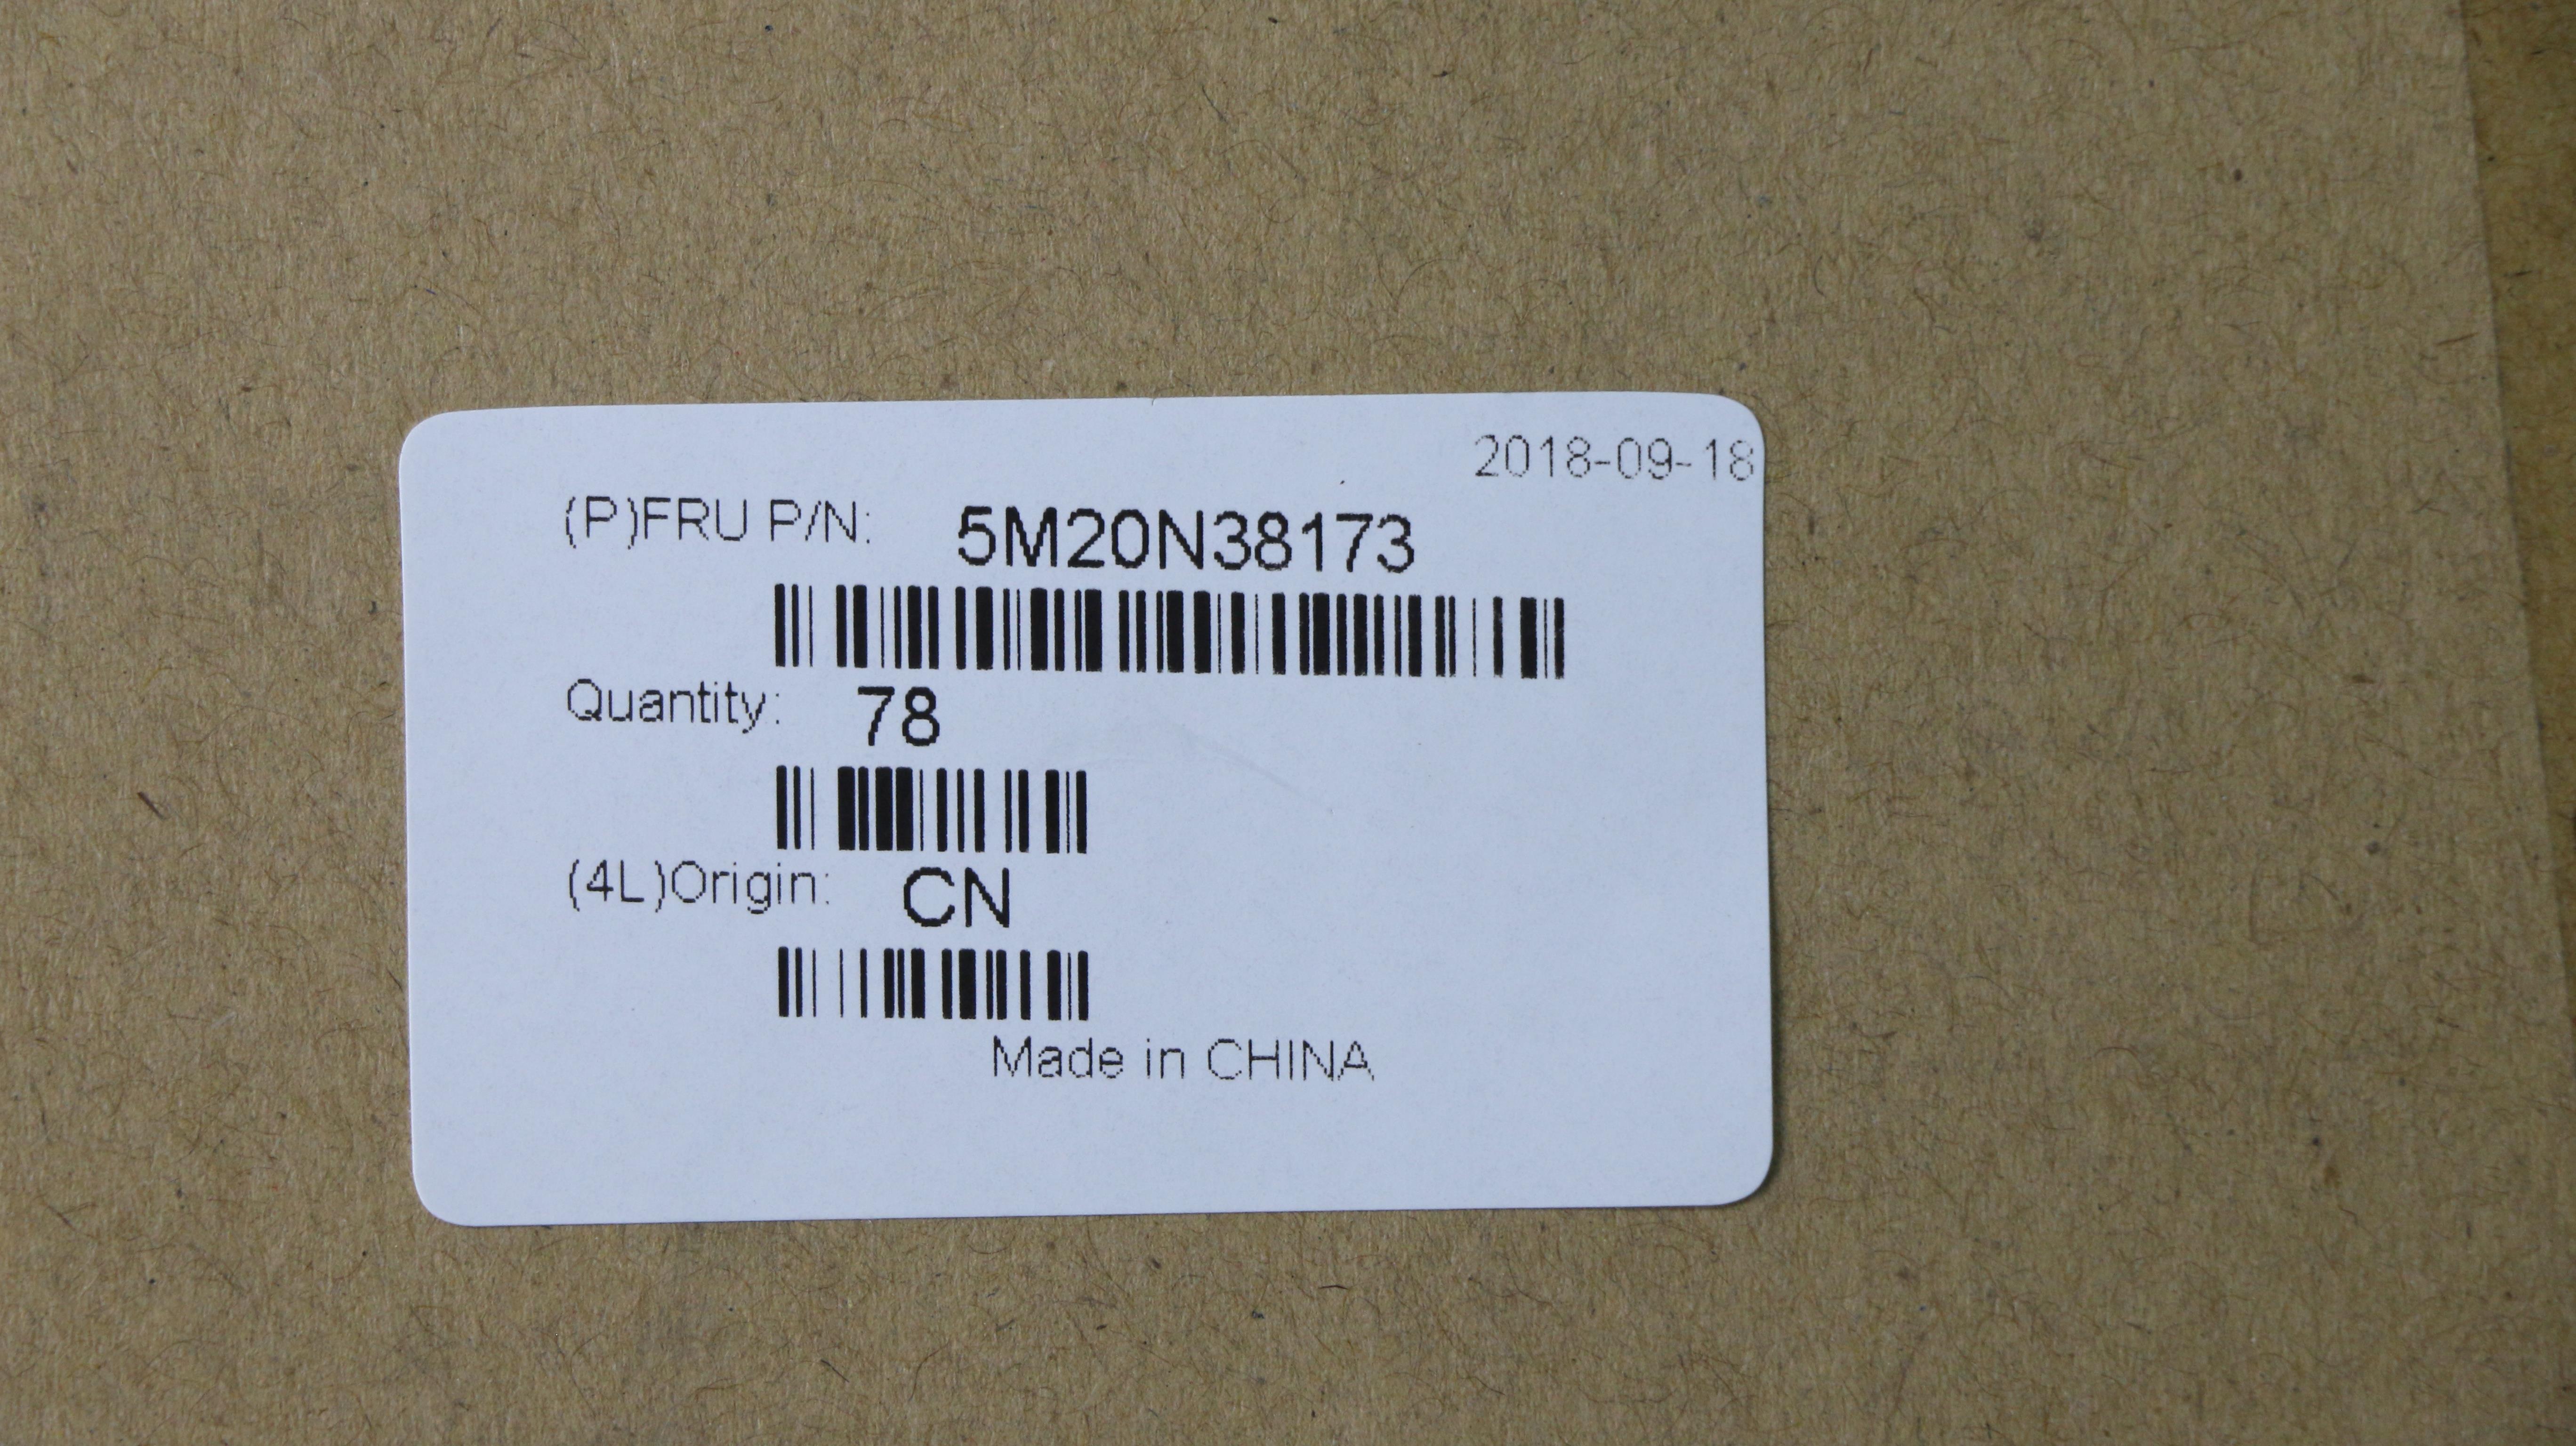 2018-09-18
(P)FRU P/N: 5M20N38173
Quantity: 78
(4L)Origin: CN
Made in CHINA